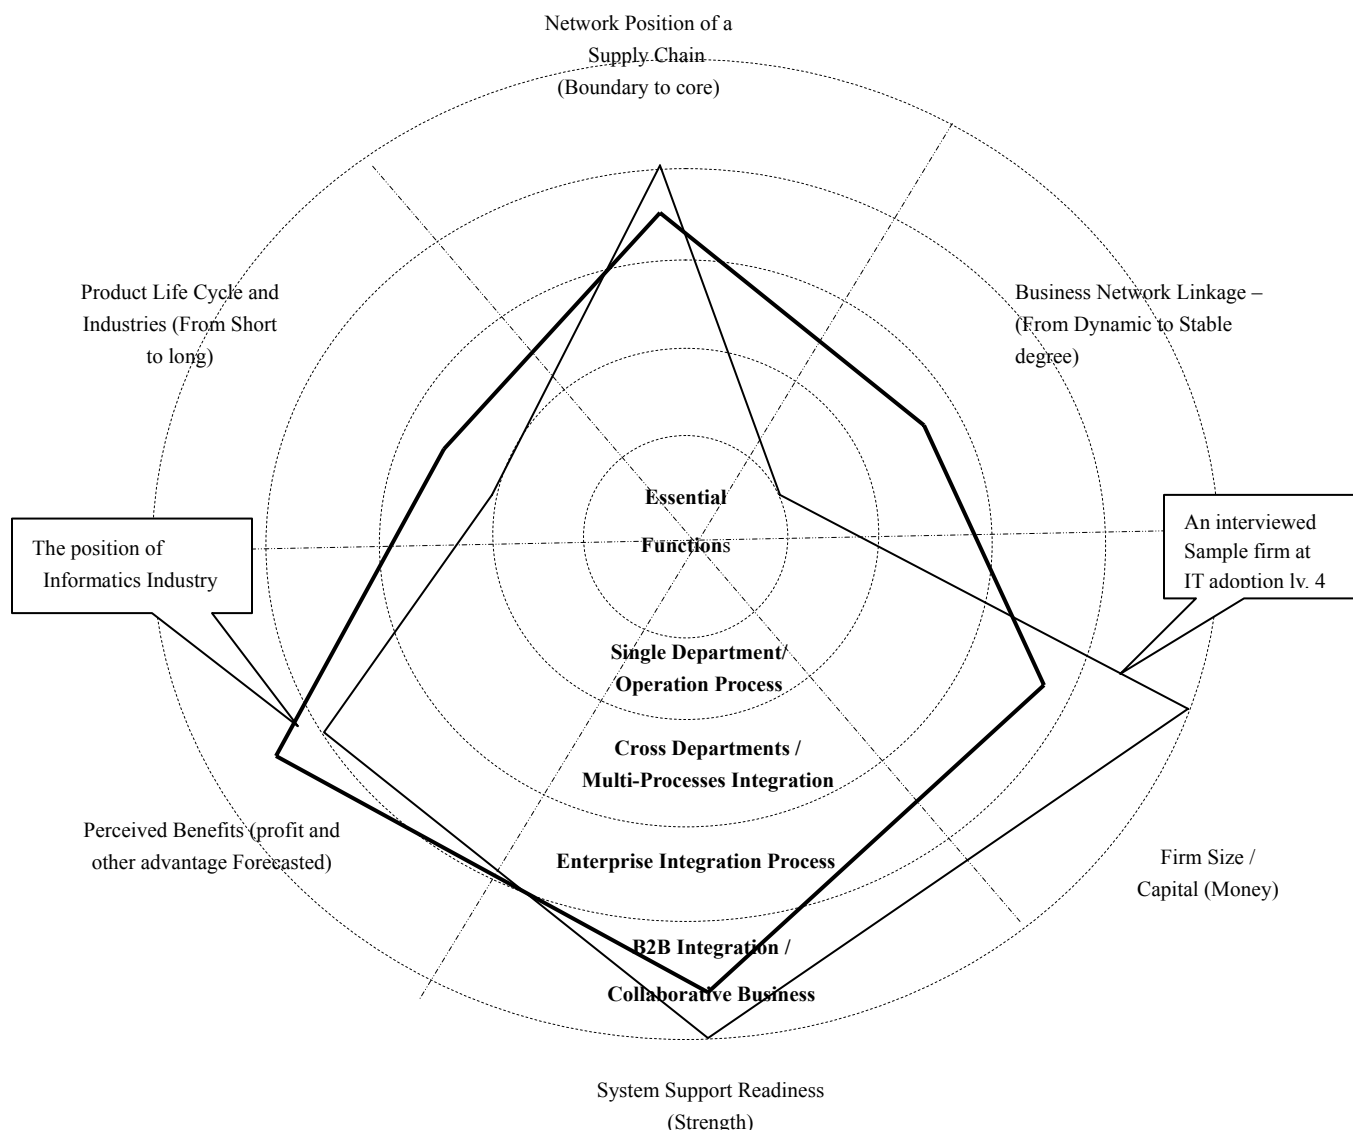 Network Position of a
Supply Chain
(Boundary to core)
Product Life Cycle and
Industries (From Short
to long)
Business Network Linkage –
(From Dynamic to Stable
degree)
Essential
Functions
The position of
Informatics Industry
An interviewed
Sample firm at
IT adoption lv. 4
Single Department/
Operation Process
Cross Departments /
Multi-Processes Integration
Perceived Benefits (profit and
other advantage Forecasted)
Enterprise Integration Process
Firm Size /
Capital (Money)
B2B Integration /
Collaborative Business
System Support Readiness
(Strength)